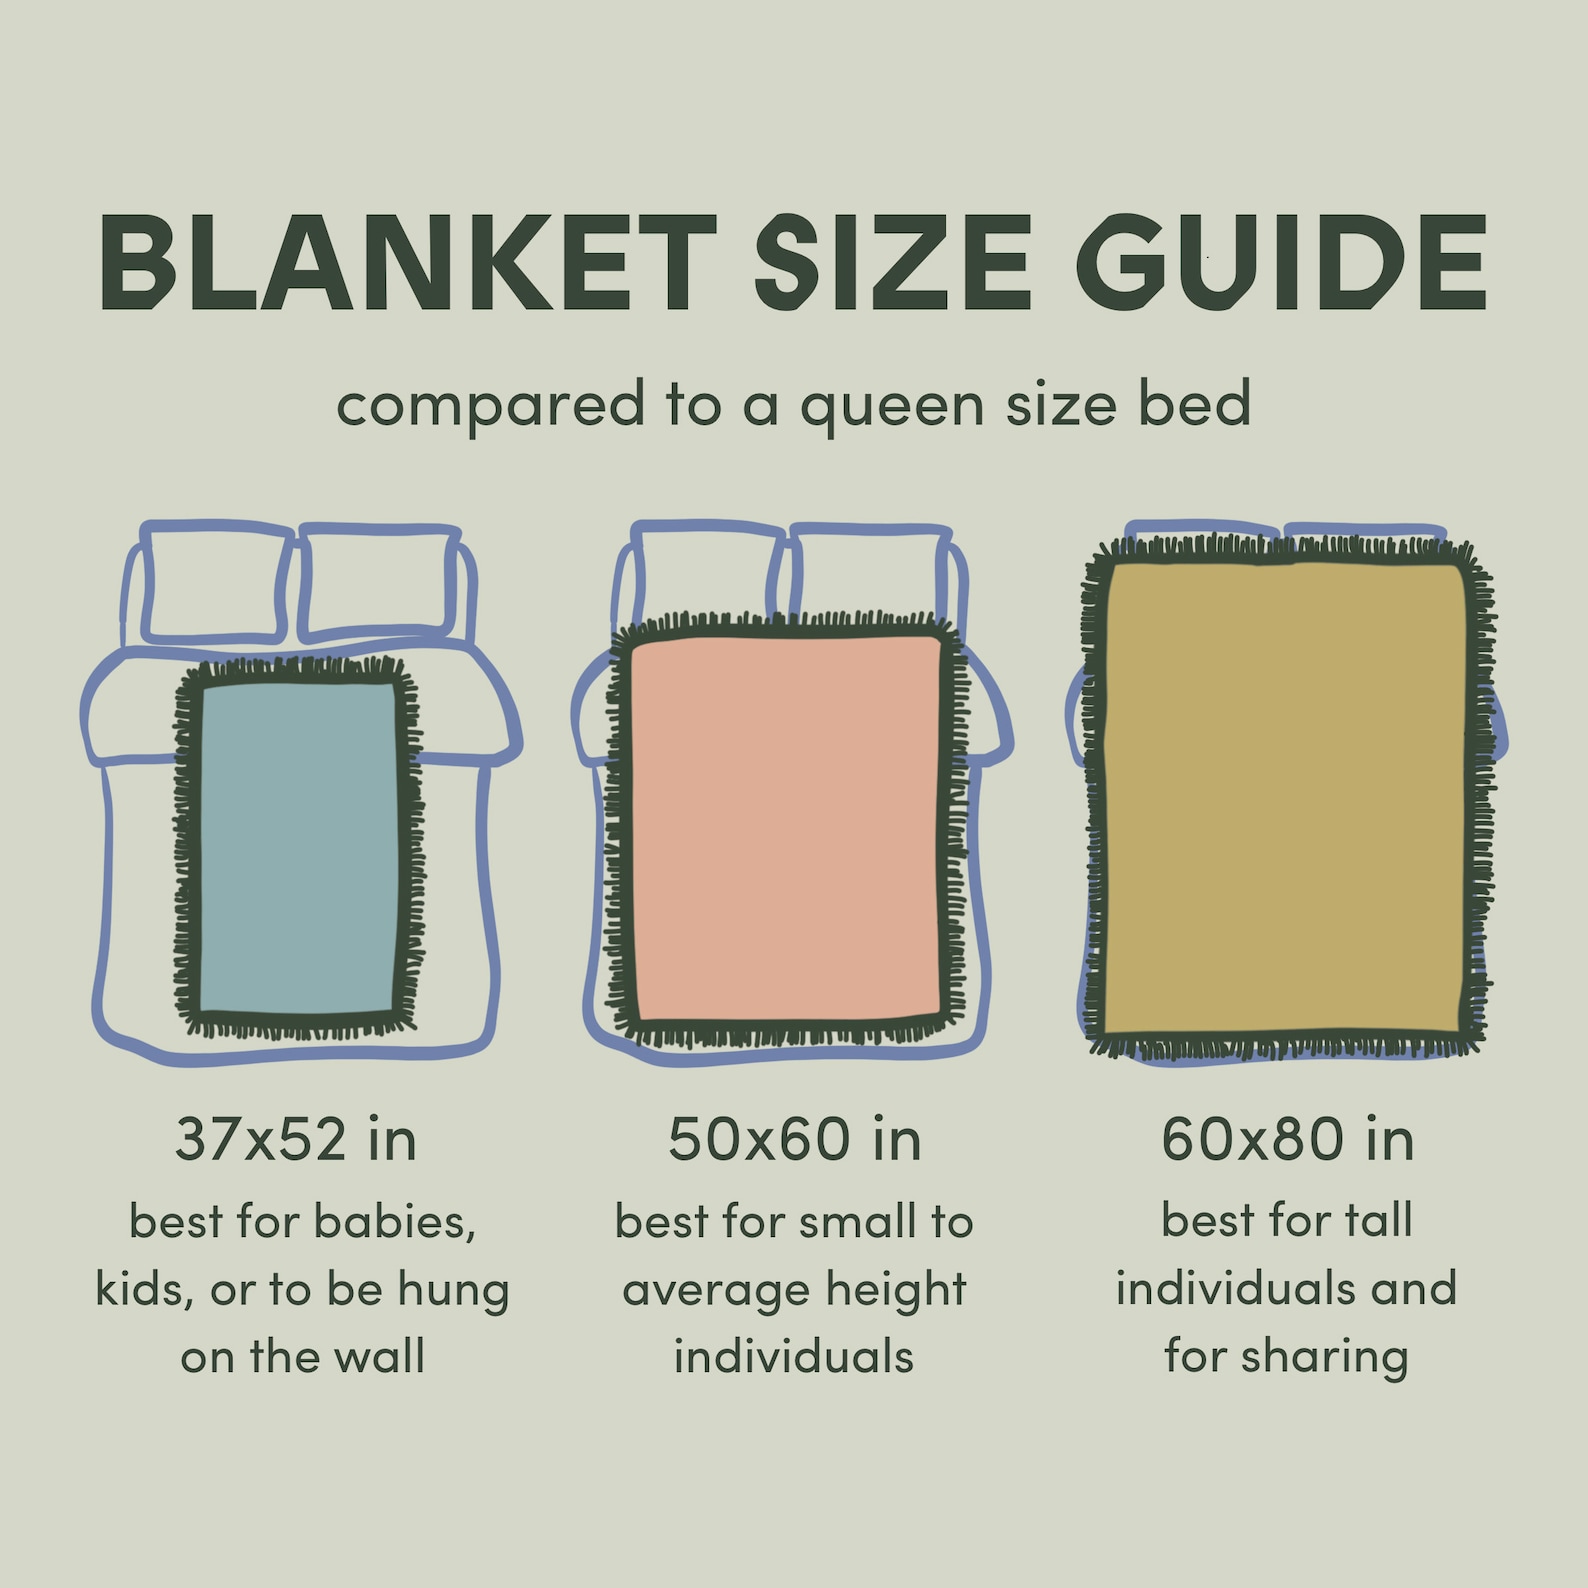 BLANKET SIZE GUIDE
compared to a queen size bed
37x52 in
best for babies,
kids, or to be hung
on the wall
50x60 in
best for small to
average height
individuals
60x80 in
best for tall
individuals and
for sharing